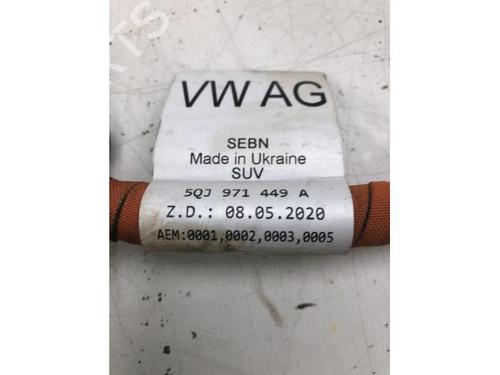 VW AG
SEBN
Made in Ukraine
SUV
5QJ 971 449 A
Z.D.: 08.05.2020
AEM:0001,0002,0003,0005